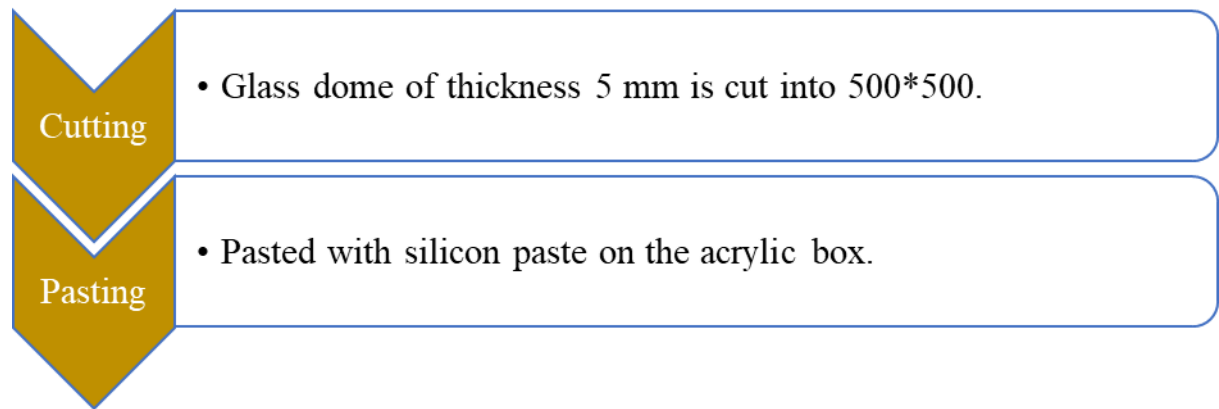 Cutting
• Glass dome of thickness 5 mm is cut into 500*500.
Pasting
• Pasted with silicon paste on the acrylic box.